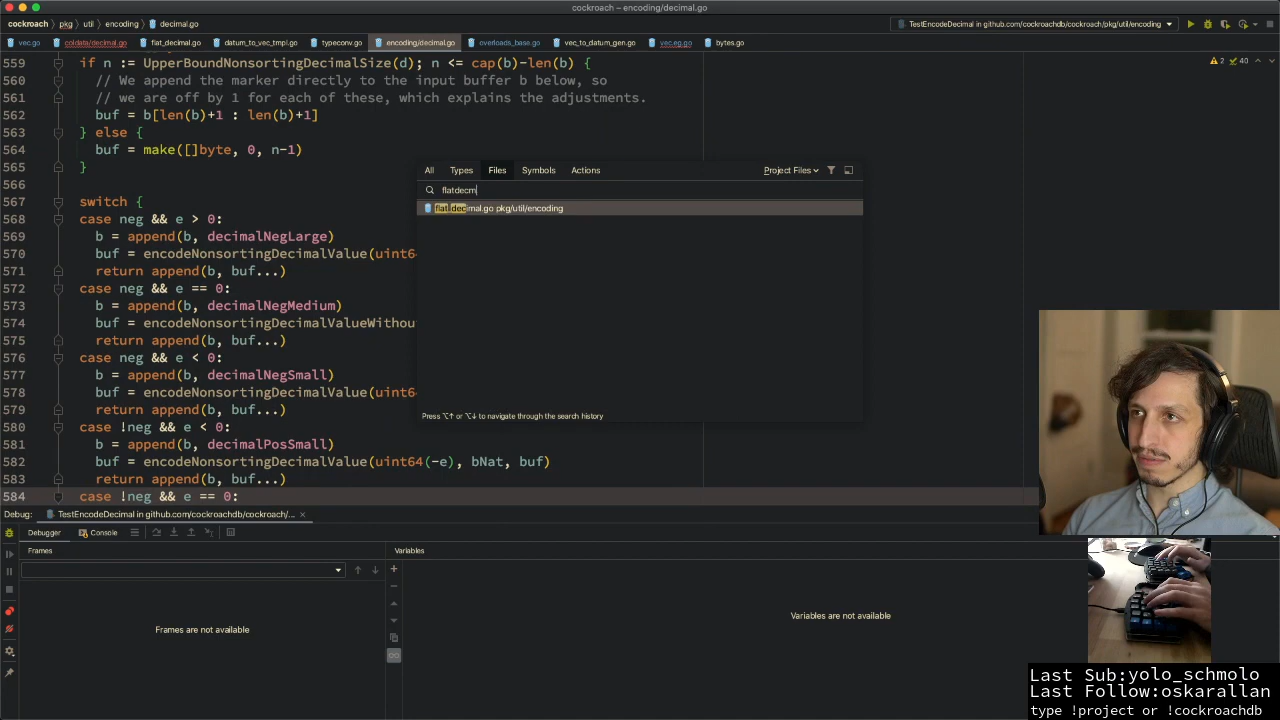 cockroach – encoding/decimal.go
cockroach › pkg › util › encoding › decimal.go
TestEncodeDecimal in github.com/cockroachdb/cockroach/pkg/util/encoding
vec.go
coldata/decimal.go
flat_decimal.go
datum_to_vec_tmpl.go
typeconv.go
encoding/decimal.go
overloads_base.go
vec_to_datum_gen.go
vec.eg.go
bytes.go
2 40
559 if n := UpperBoundNonsortingDecimalSize(d); n <= cap(b)-len(b) {
560 // We append the marker directly to the input buffer b below, so
561 // we are off by 1 for each of these, which explains the adjustments.
562 buf = b[len(b)+1 : len(b)+1]
563 } else {
564 buf = make([]byte, 0, n-1)
565 }
566
567 switch {
568 case neg && e > 0:
569 b = append(b, decimalNegLarge)
570 buf = encodeNonsortingDecimalValue(uint64
571 return append(b, buf...)
572 case neg && e == 0:
573 b = append(b, decimalNegMedium)
574 buf = encodeNonsortingDecimalValueWithou
575 return append(b, buf...)
576 case neg && e < 0:
577 b = append(b, decimalNegSmall)
578 buf = encodeNonsortingDecimalValue(uint64
579 return append(b, buf...)
580 case !neg && e < 0:
581 b = append(b, decimalPosSmall)
582 buf = encodeNonsortingDecimalValue(uint64(-e), bNat, buf)
583 return append(b, buf...)
584 case !neg && e == 0:
All Types Files Symbols Actions Project Files
flatdecm
flat_decimal.go pkg/util/encoding
Press ⌥↑ or ⌥↓ to navigate through the search history
Debug: TestEncodeDecimal in github.com/cockroachdb/cockroach/...
Debugger Console
Frames
Variables
Frames are not available
Variables are not available
Last Sub:yolo_schmolo
Last Follow:oskarallan
type !project or !cockroachdb